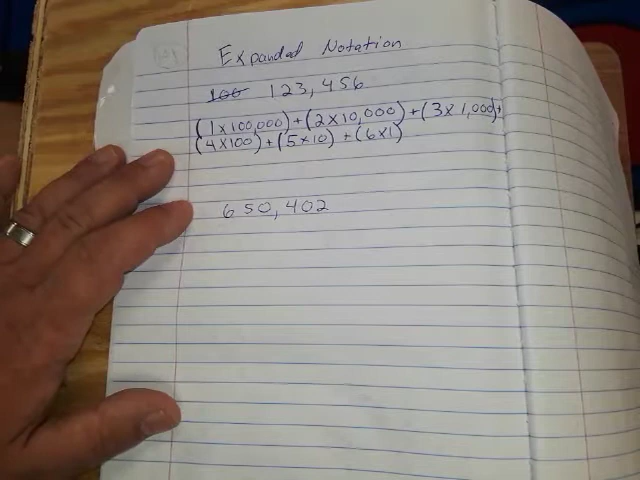 Expanded Notation
100 123,456
(1x100,000)+(2x10,000)+(3x1,000)+
(4x100)+(5x10)+(6x1)
650,402